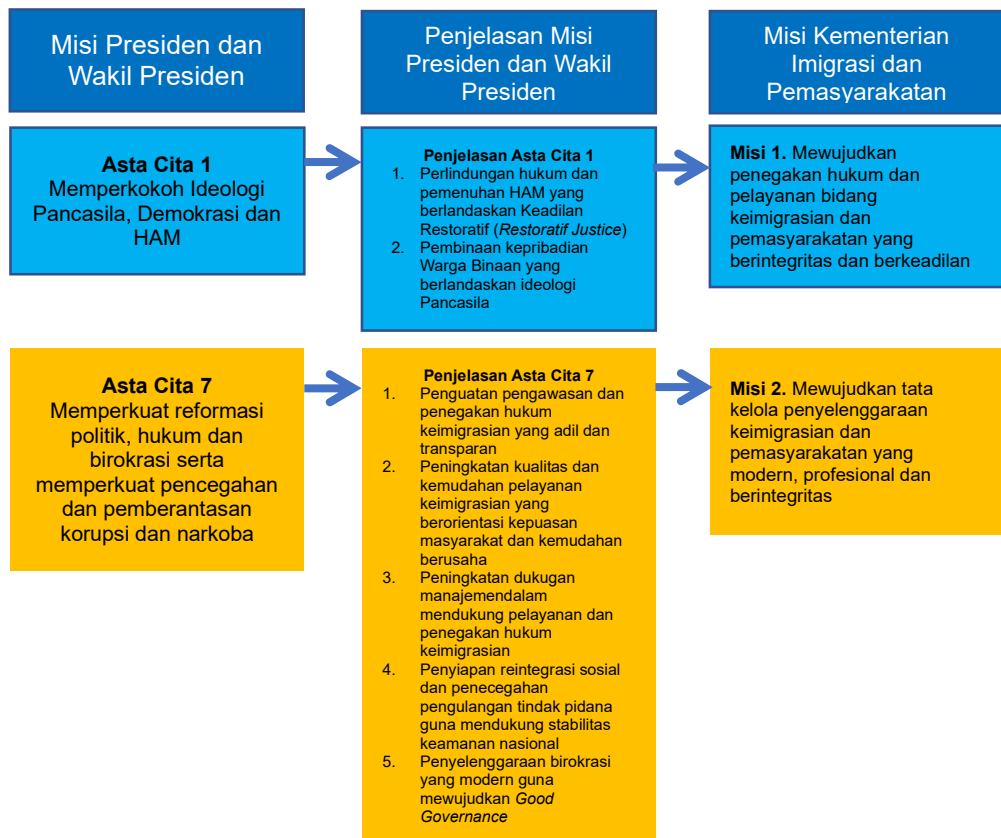 Misi Presiden dan
Wakil Presiden
Penjelasan Misi
Presiden dan Wakil
Presiden
Misi Kementerian
Imigrasi dan
Pemasyarakatan
Asta Cita 1
Memperkokoh Ideologi
Pancasila, Demokrasi dan
HAM
Penjelasan Asta Cita 1
1. Perlindungan hukum dan
pemenuhan HAM yang
berlandaskan Keadilan
Restoratif (Restoratif Justice)
2. Pembinaan kepribadian
Warga Binaan yang
berlandaskan ideologi
Pancasila
Misi 1. Mewujudkan
penegakan hukum dan
pelayanan bidang
keimigrasian dan
pemasyarakatan yang
berintegritas dan berkeadilan
Asta Cita 7
Memperkuat reformasi
politik, hukum dan
birokrasi serta
memperkuat pencegahan
dan pemberantasan
korupsi dan narkoba
Penjelasan Asta Cita 7
1. Penguatan pengawasan dan
penegakan hukum
keimigrasian yang adil dan
transparan
2. Peningkatan kualitas dan
kemudahan pelayanan
keimigrasian yang
berorientasi kepuasan
masyarakat dan kemudahan
berusaha
3. Peningkatan dukugan
manajemendalam
mendukung pelayanan dan
penegakan hukum
keimigrasian
4. Penyiapan reintegrasi sosial
dan penecegahan
pengulangan tindak pidana
guna mendukung stabilitas
keamanan nasional
5. Penyelenggaraan birokrasi
yang modern guna
mewujudkan Good
Governance
Misi 2. Mewujudkan tata
kelola penyelenggaraan
keimigrasian dan
pemasyarakatan yang
modern, profesional dan
berintegritas